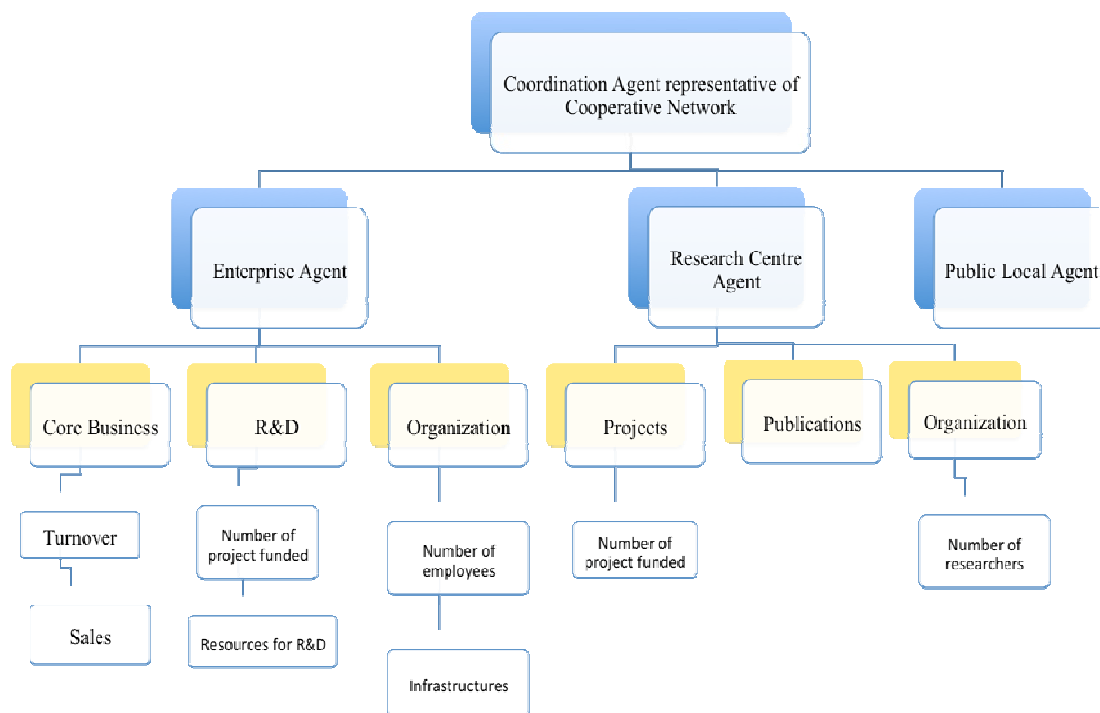 Coordination Agent representative of
Cooperative Network
Enterprise Agent
Research Centre
Agent
Public Local Agent
Core Business
R&D
Organization
Projects
Publications
Organization
Turnover
Number of
project funded
Number of
employees
Number of
project funded
Number of
researchers
Sales
Resources for R&D
Infrastructures